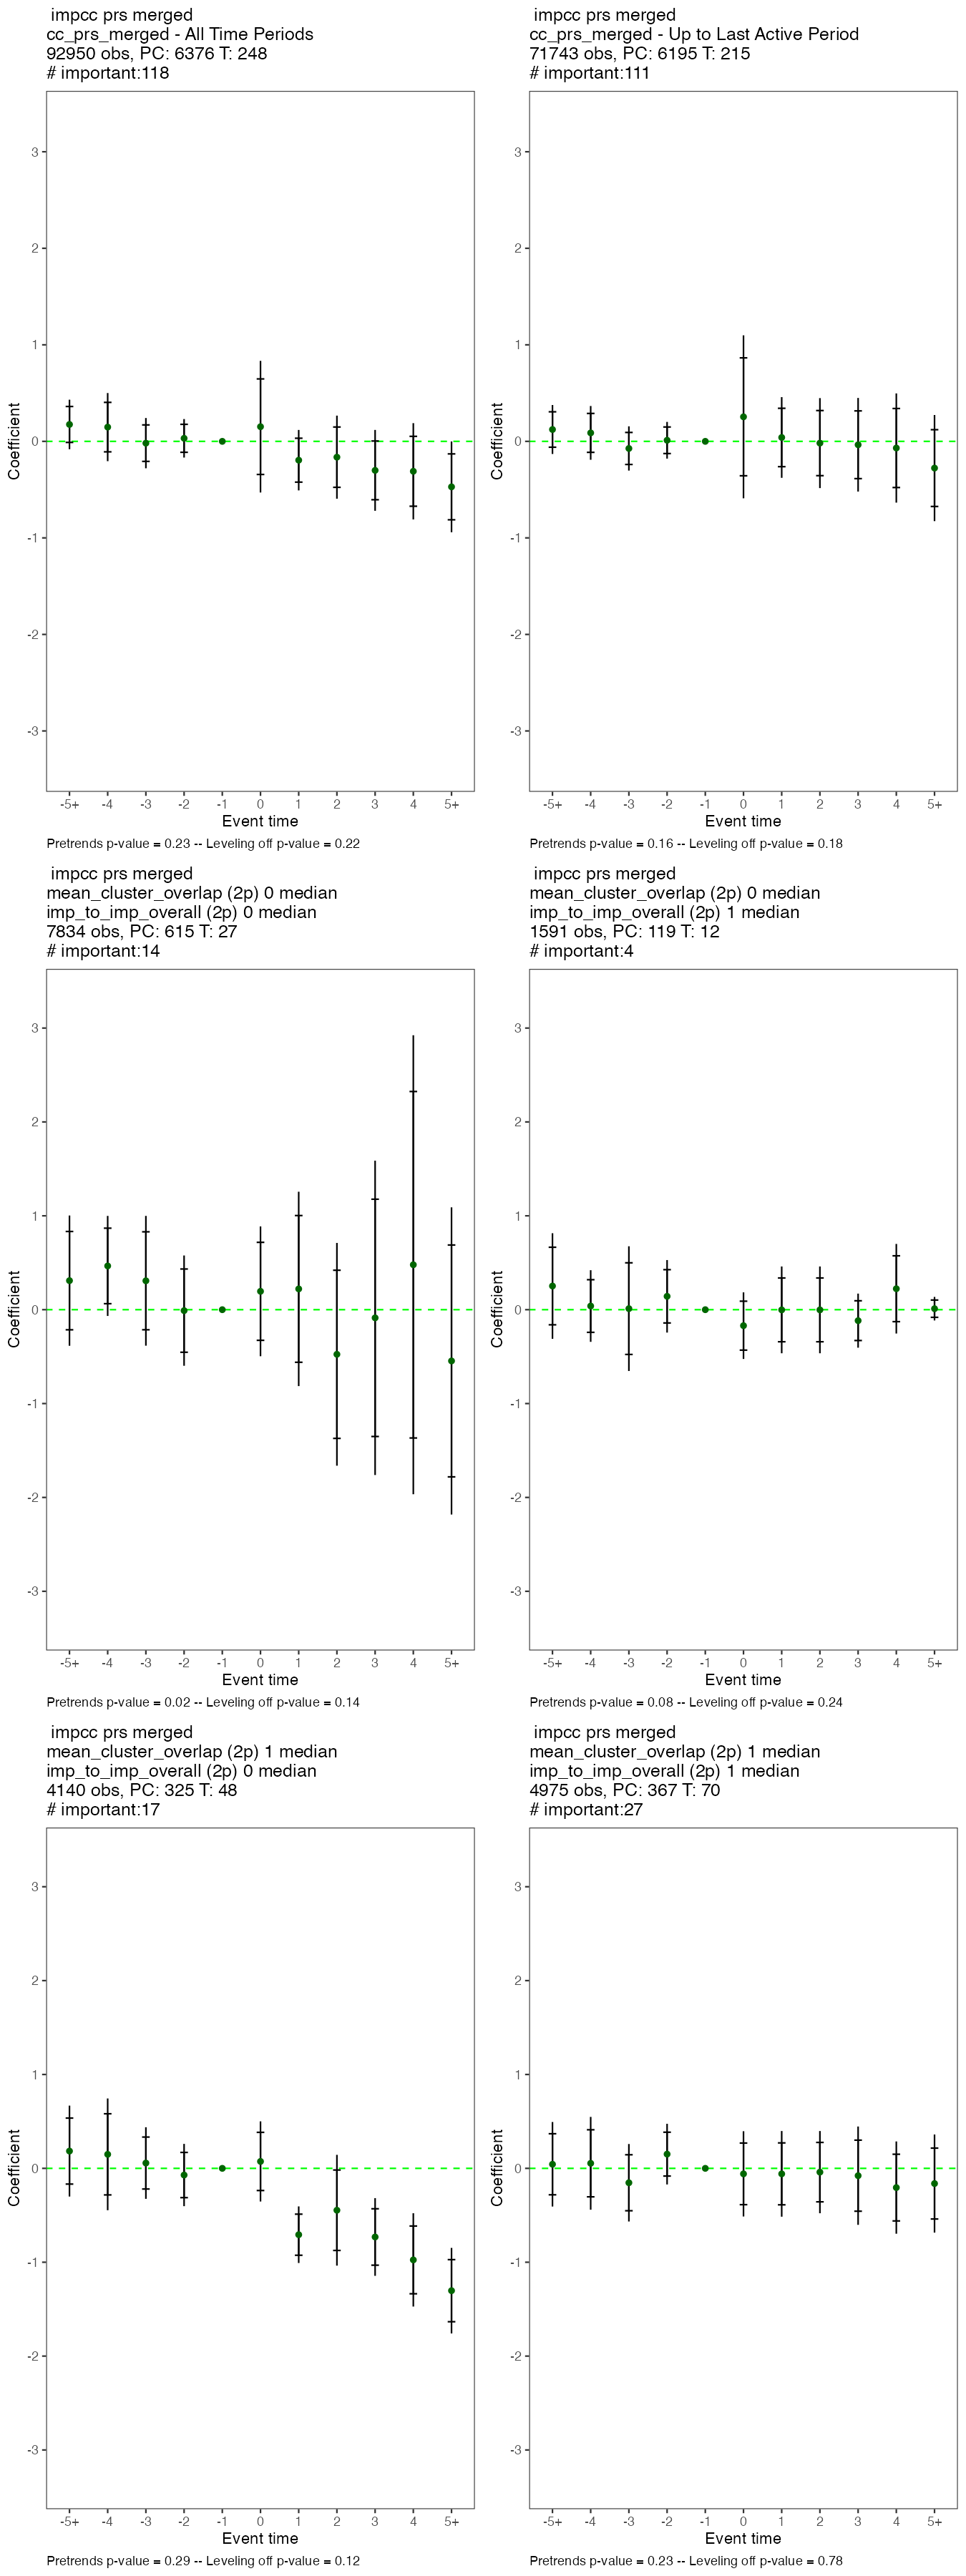 impcc prs merged
cc_prs_merged - All Time Periods
92950 obs, PC: 6376 T: 248
# important:118
3
2
1
0
-1
-2
-3
Coefficient
-5+ -4 -3 -2 -1 0 1 2 3 4 5+
Event time
Pretrends p-value = 0.23 -- Leveling off p-value = 0.22
impcc prs merged
cc_prs_merged - Up to Last Active Period
71743 obs, PC: 6195 T: 215
# important:111
3
2
1
0
-1
-2
-3
Coefficient
-5+ -4 -3 -2 -1 0 1 2 3 4 5+
Event time
Pretrends p-value = 0.16 -- Leveling off p-value = 0.18
impcc prs merged
mean_cluster_overlap (2p) 0 median
imp_to_imp_overall (2p) 0 median
7834 obs, PC: 615 T: 27
# important:14
3
2
1
0
-1
-2
-3
Coefficient
-5+ -4 -3 -2 -1 0 1 2 3 4 5+
Event time
Pretrends p-value = 0.02 -- Leveling off p-value = 0.14
impcc prs merged
mean_cluster_overlap (2p) 0 median
imp_to_imp_overall (2p) 1 median
1591 obs, PC: 119 T: 12
# important:4
3
2
1
0
-1
-2
-3
Coefficient
-5+ -4 -3 -2 -1 0 1 2 3 4 5+
Event time
Pretrends p-value = 0.08 -- Leveling off p-value = 0.24
impcc prs merged
mean_cluster_overlap (2p) 1 median
imp_to_imp_overall (2p) 0 median
4140 obs, PC: 325 T: 48
# important:17
3
2
1
0
-1
-2
-3
Coefficient
-5+ -4 -3 -2 -1 0 1 2 3 4 5+
Event time
Pretrends p-value = 0.29 -- Leveling off p-value = 0.12
impcc prs merged
mean_cluster_overlap (2p) 1 median
imp_to_imp_overall (2p) 1 median
4975 obs, PC: 367 T: 70
# important:27
3
2
1
0
-1
-2
-3
Coefficient
-5+ -4 -3 -2 -1 0 1 2 3 4 5+
Event time
Pretrends p-value = 0.23 -- Leveling off p-value = 0.78